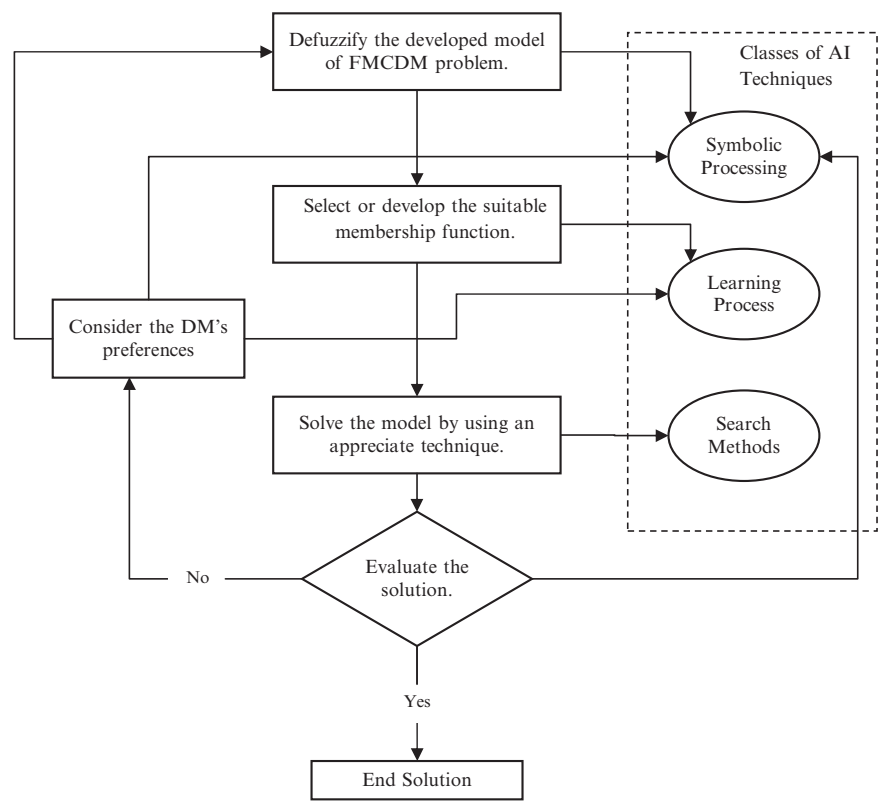 Defuzzify the developed model
of FMCDM problem.
Classes of AI
Techniques
Symbolic
Processing
Select or develop the suitable
membership function.
Learning
Process
Consider the DM's
preferences
Solve the model by using an
appreciate technique.
Search
Methods
Evaluate the
solution.
No
Yes
End Solution